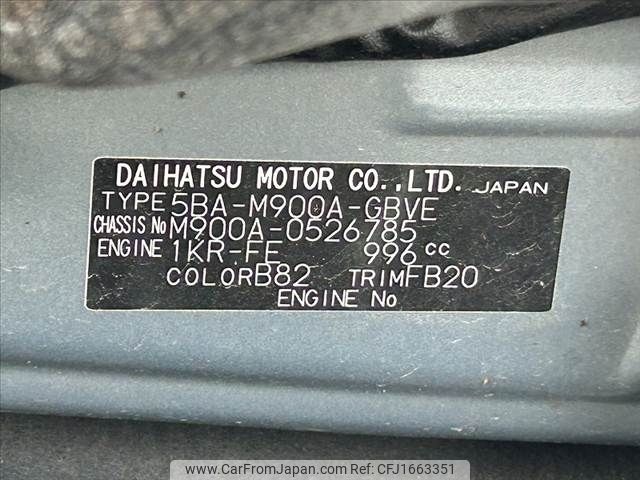 DAIHATSU MOTOR CO.,LTD. JAPAN
TYPE 5BA-M900A-GBVE
CHASSIS No M900A-0526785
ENGINE 1KR-FE 996 cc
COLOR B82 TRIM FB20
ENGINE No
www.CarFromJapan.com - CFJ1663351